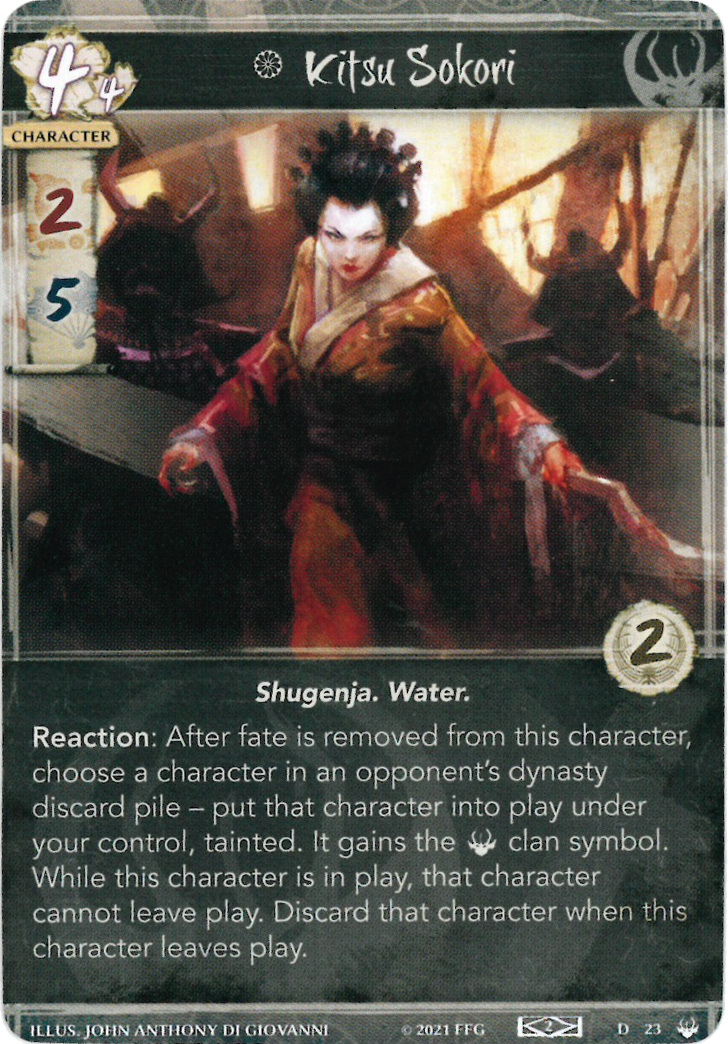 4
4
Kitsu Sokori
CHARACTER
2
5
2
Shugenja. Water.
Reaction: After fate is removed from this character,
choose a character in an opponent's dynasty
discard pile – put that character into play under
your control, tainted. It gains the clan symbol.
While this character is in play, that character
cannot leave play. Discard that character when this
character leaves play.
ILLUS. JOHN ANTHONY DI GIOVANNI © 2021 FFG 2 D 23